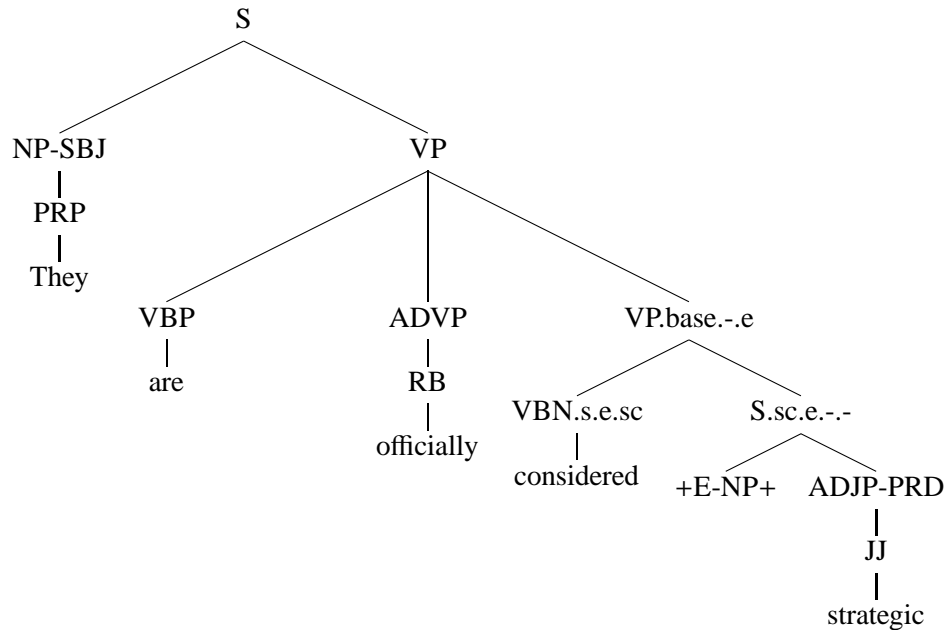 S
NP-SBJ VP
PRP
They
VBP ADVP VP.base.-.e
are RB VBN.s.e.sc S.sc.e.-.-
officially considered +E-NP+ ADJP-PRD
JJ
strategic